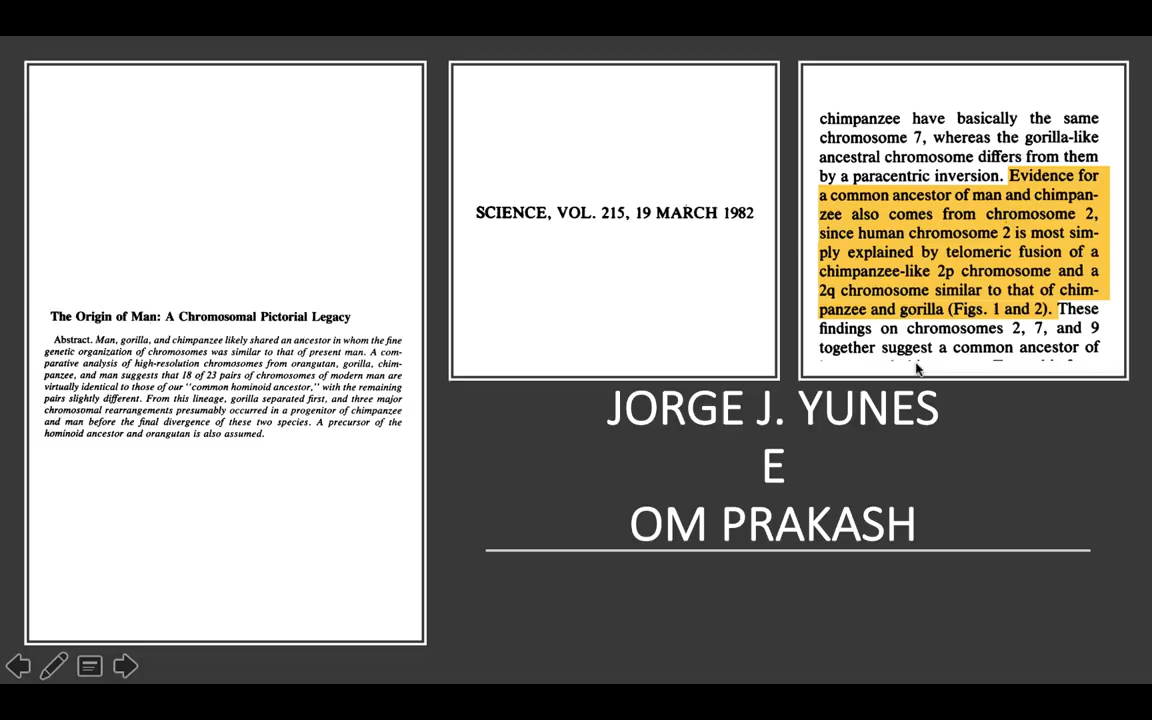 The Origin of Man: A Chromosomal Pictorial Legacy
Abstract. Man, gorilla, and chimpanzee likely shared an ancestor in whom the fine
genetic organization of chromosomes was similar to that of present man. A com-
parative analysis of high-resolution chromosomes from orangutan, gorilla, chim-
panzee, and man suggests that 18 of 23 pairs of chromosomes of modern man are
virtually identical to those of our "common hominoid ancestor," with the remaining
pairs slightly different. From this lineage, gorilla separated first, and three major
chromosomal rearrangements presumably occurred in a progenitor of chimpanzee
and man before the final divergence of these two species. A precursor of the
hominoid ancestor and orangutan is also assumed.
SCIENCE, VOL. 215, 19 MARCH 1982
chimpanzee have basically the same
chromosome 7, whereas the gorilla-like
ancestral chromosome differs from them
by a paracentric inversion. Evidence for
a common ancestor of man and chimpan-
zee also comes from chromosome 2,
since human chromosome 2 is most sim-
ply explained by telomeric fusion of a
chimpanzee-like 2p chromosome and a
2q chromosome similar to that of chim-
panzee and gorilla (Figs. 1 and 2). These
findings on chromosomes 2, 7, and 9
together suggest a common ancestor of
JORGE J. YUNES
E
OM PRAKASH